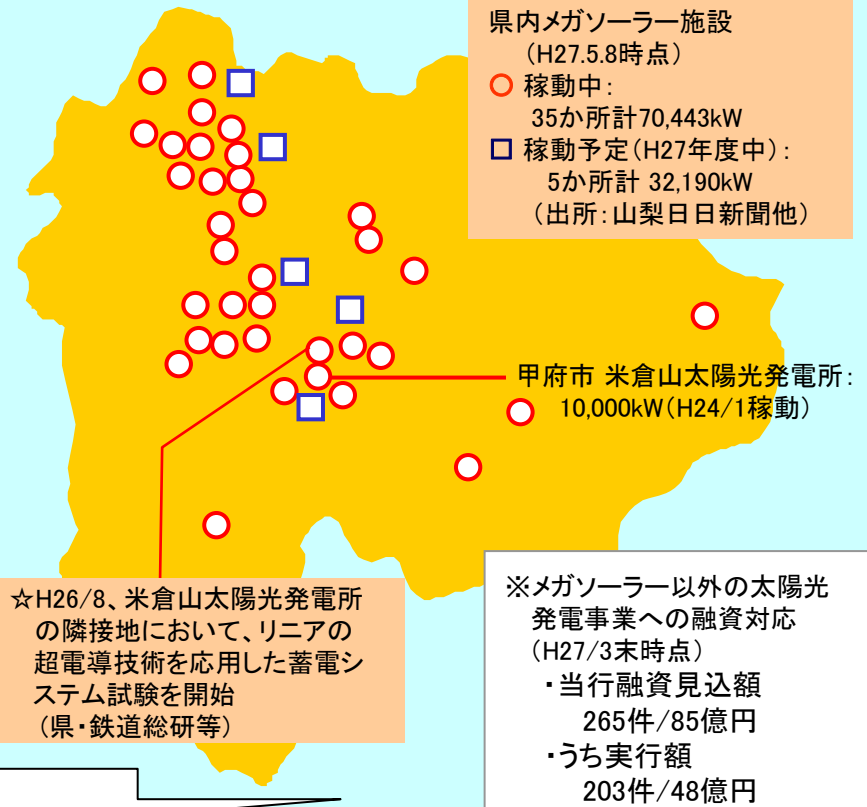 県内メガソーラー施設
(H27.5.8時点)
○ 稼動中:
35か所計70,443kW
□ 稼動予定(H27年度中):
5か所計 32,190kW
(出所:山梨日日新聞他)
甲府市 米倉山太陽光発電所:
10,000kW(H24/1稼動)
☆H26/8、米倉山太陽光発電所
の隣接地において、リニアの
超電導技術を応用した蓄電シ
ステム試験を開始
(県・鉄道総研等)
※メガソーラー以外の太陽光
発電事業への融資対応
(H27/3末時点)
・当行融資見込額
265件/85億円
・うち実行額
203件/48億円